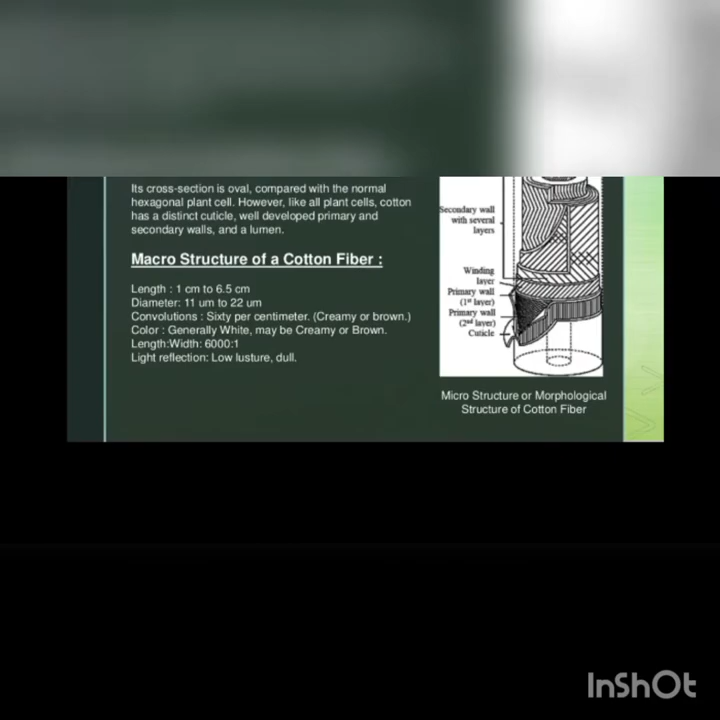 Its cross-section is oval, compared with the normal
hexagonal plant cell. However, like all plant cells, cotton
has a distinct cuticle, well developed primary and
secondary walls, and a lumen.
Macro Structure of a Cotton Fiber :
Length : 1 cm to 6.5 cm
Diameter: 11 um to 22 um
Convolutions : Sixty per centimeter. (Creamy or brown.)
Color : Generally White, may be Creamy or Brown.
Length:Width: 6000:1
Light reflection: Low lusture, dull.
Secondary wall
with several
layers
Winding
layer
Primary wall
(1st layer)
Primary wall
(2nd layer)
Cuticle
Micro Structure or Morphological
Structure of Cotton Fiber
InShOt